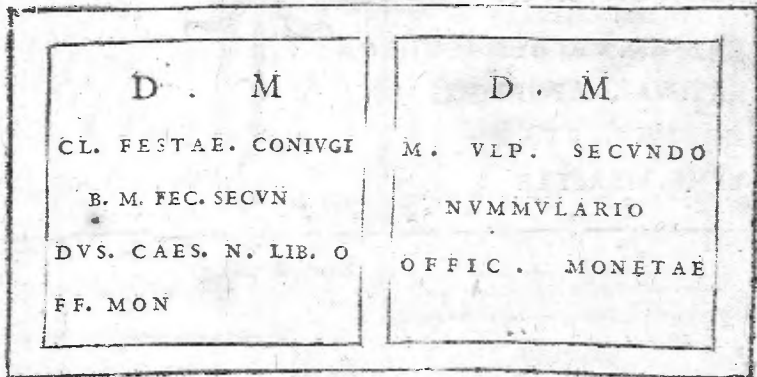 D . M
CL. FESTAE. CONIVGI
B. M. FEC. SECVN
DVS. CAES. N. LIB. O
FF. MON
D . M
M. VLP. SECVNDO
NVMMVLARIO
OFFIC . MONETAE